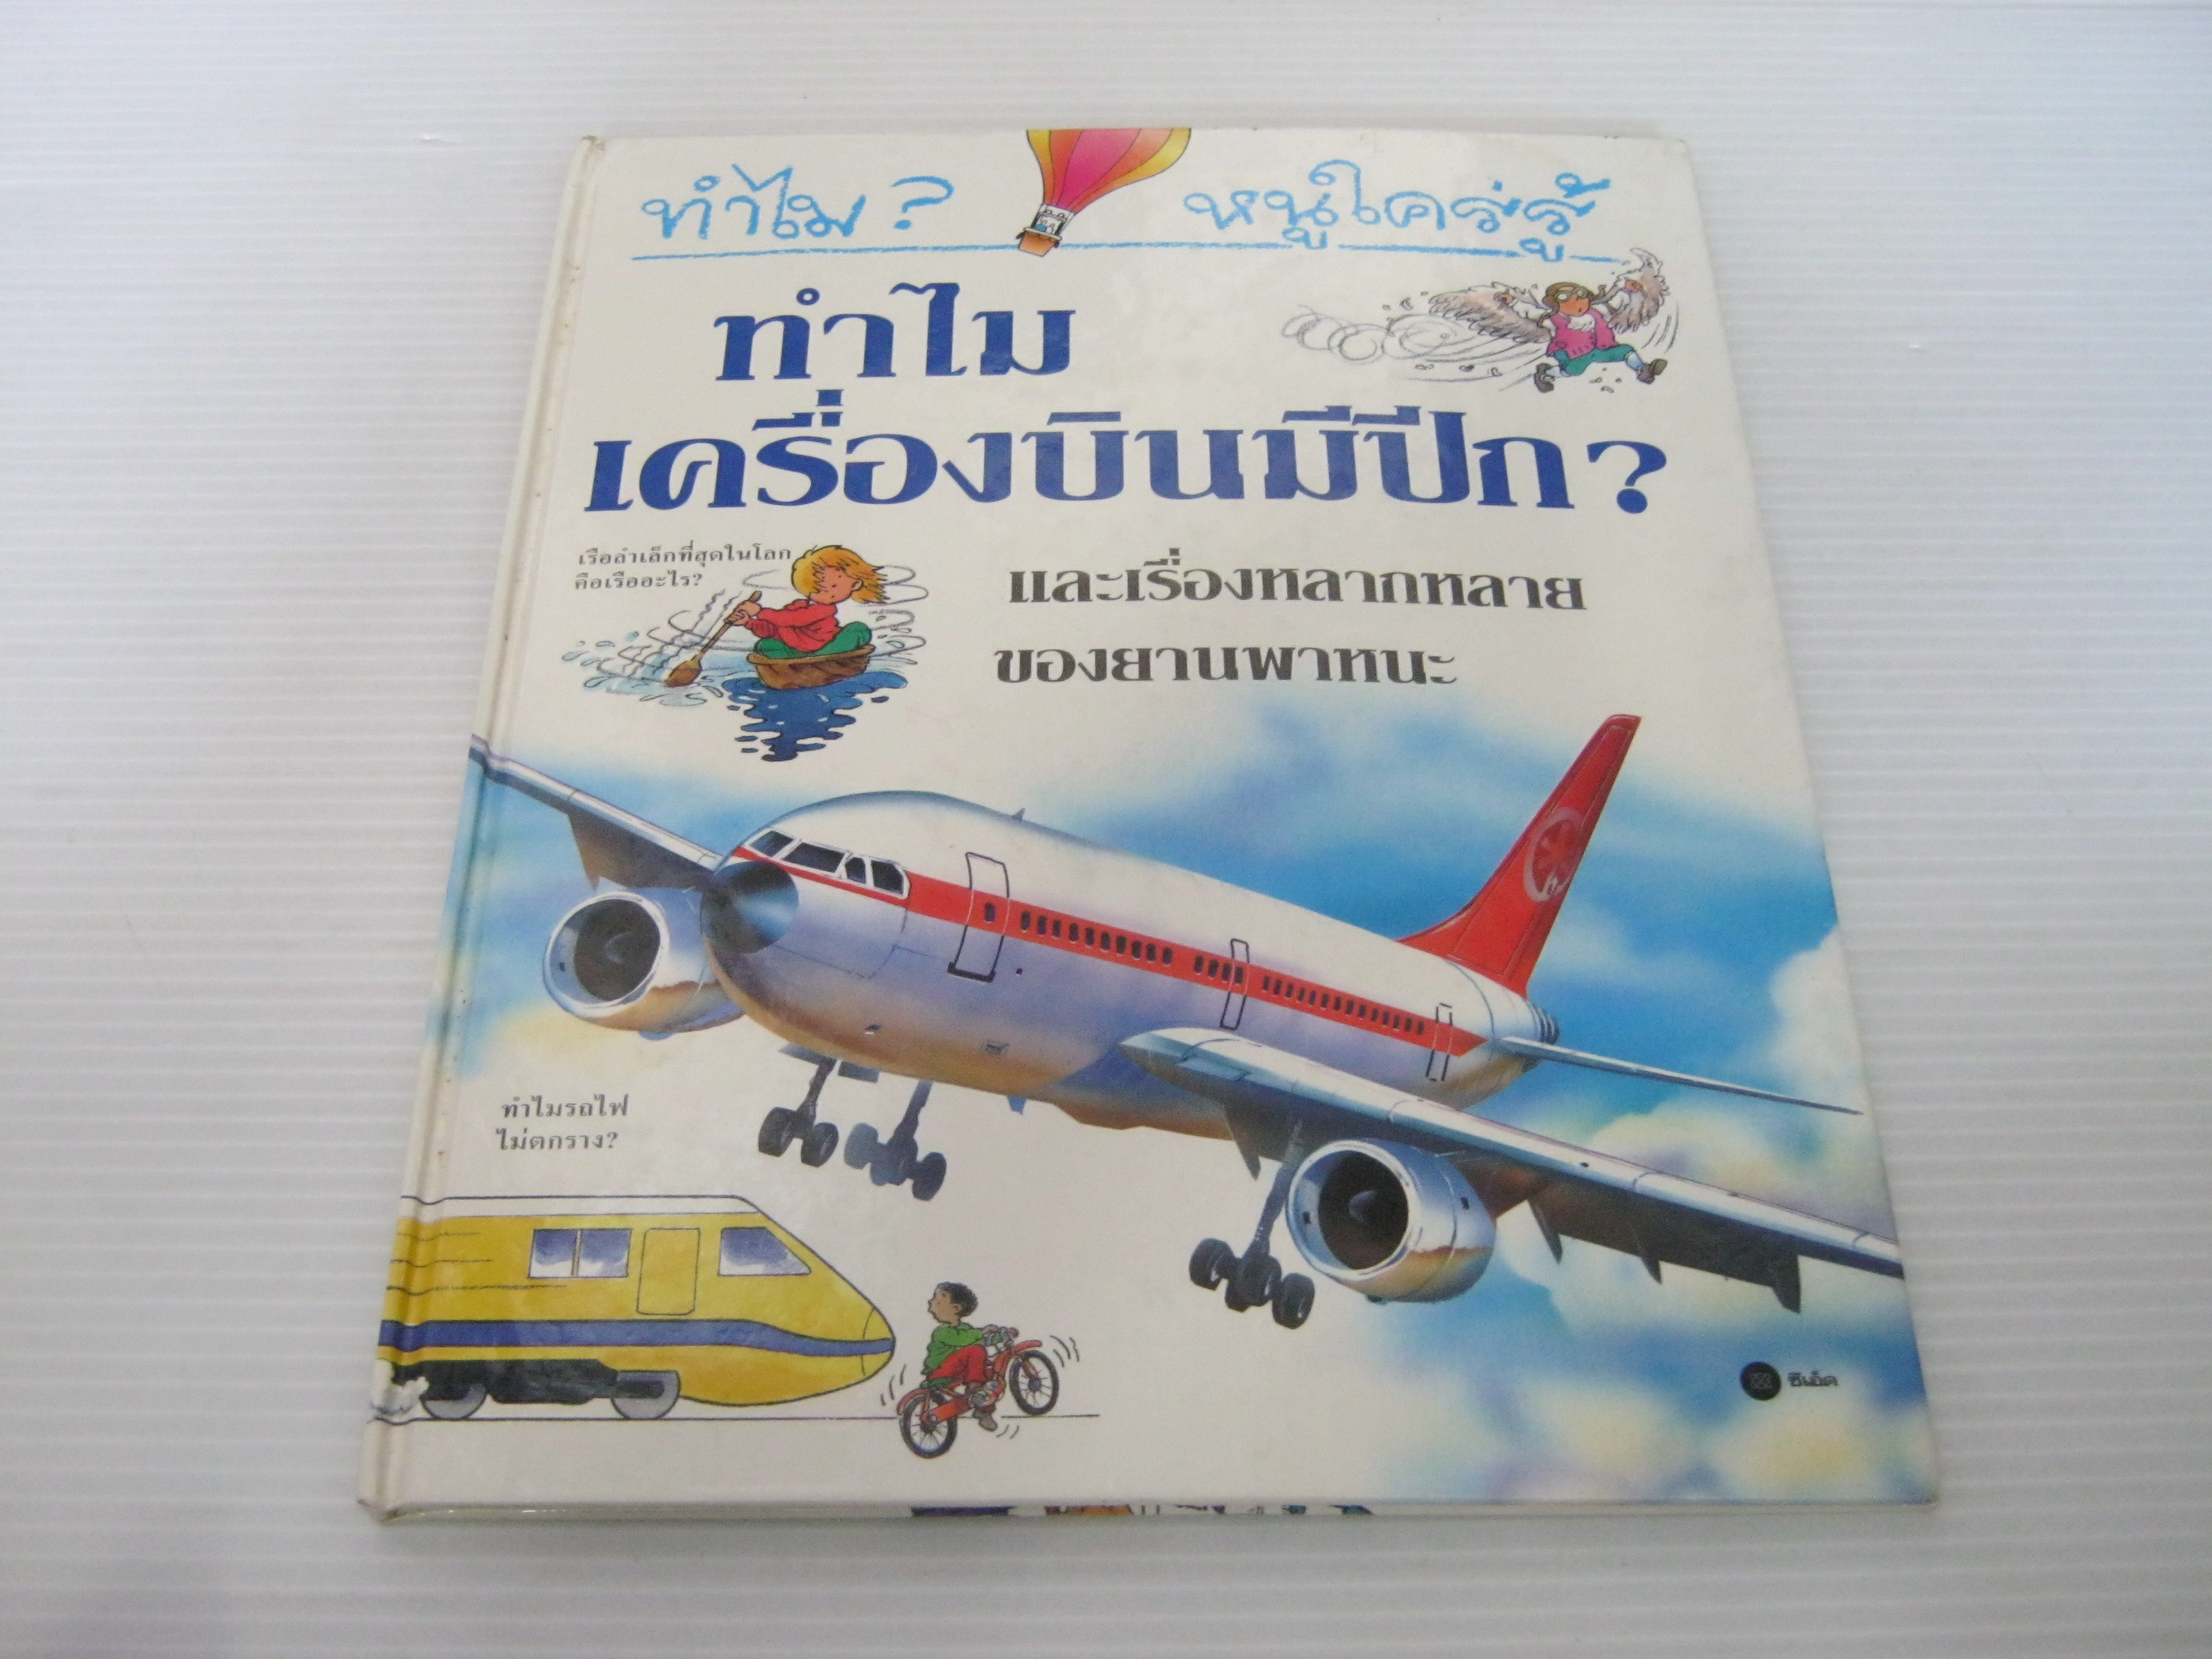 ทำไม? หนูใคร่รู้
ทำไม
เครื่องบินมีปีก?
เรือลำเล็กที่สุดในโลก
คือเรืออะไร?
และเรื่องหลากหลาย
ของยานพาหนะ
ทำไมรถไฟ
ไม่ตกราง?
ซีเอ็ด